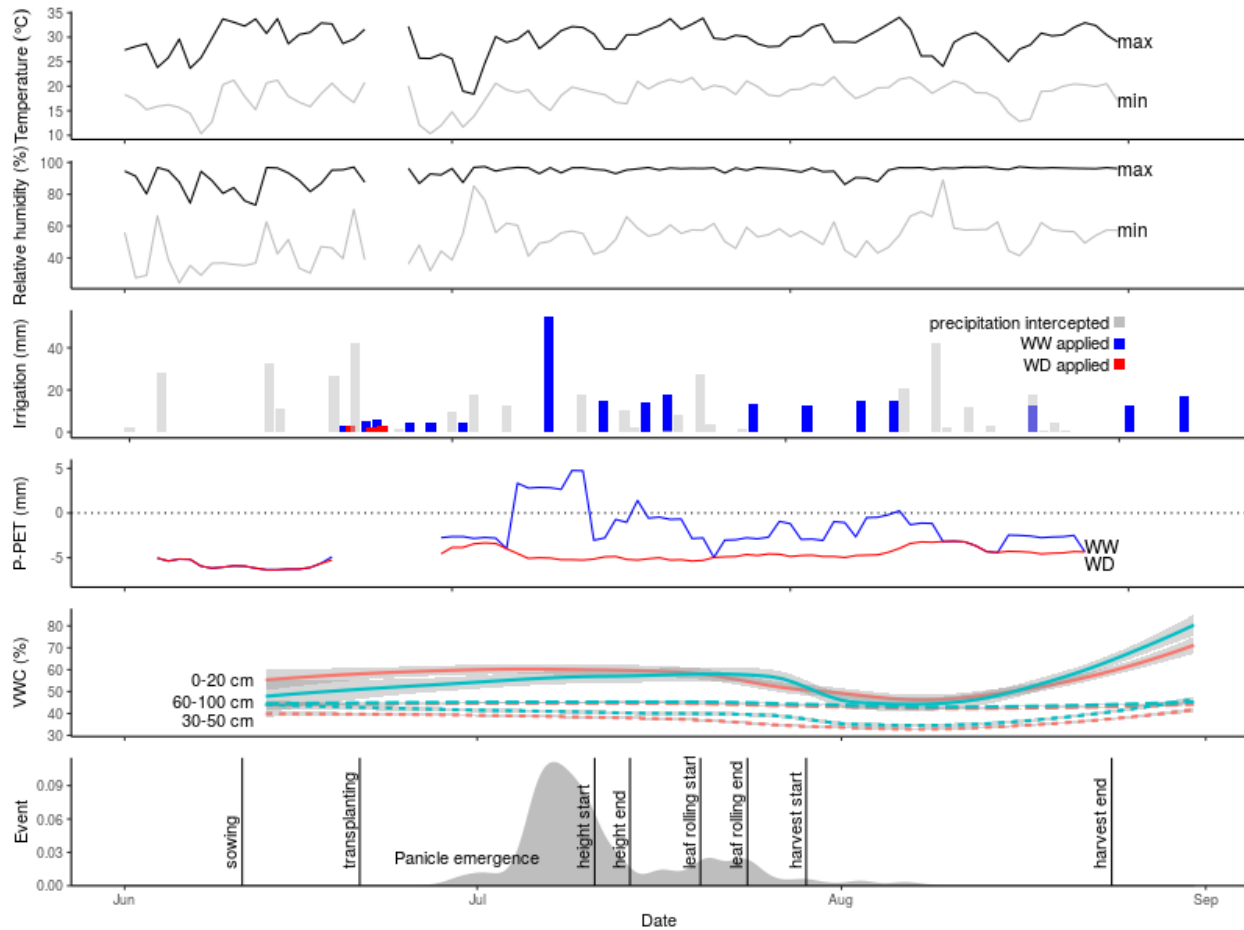 Temperature (°C)
35
30
25
20
15
10
max
min
Relative humidity (%)
100
80
60
40
max
min
Irrigation (mm)
40
20
0
precipitation intercepted
WW applied
WD applied
P-PET (mm)
5
0
-5
WW
WD
VWC (%)
80
70
60
50
40
30
0-20 cm
60-100 cm
30-50 cm
Event
0.09
0.06
0.03
0.00
sowing
transplanting
Panicle emergence
height start
height end
leaf rolling start
leaf rolling end
harvest start
harvest end
Jun
Jul
Aug
Sep
Date